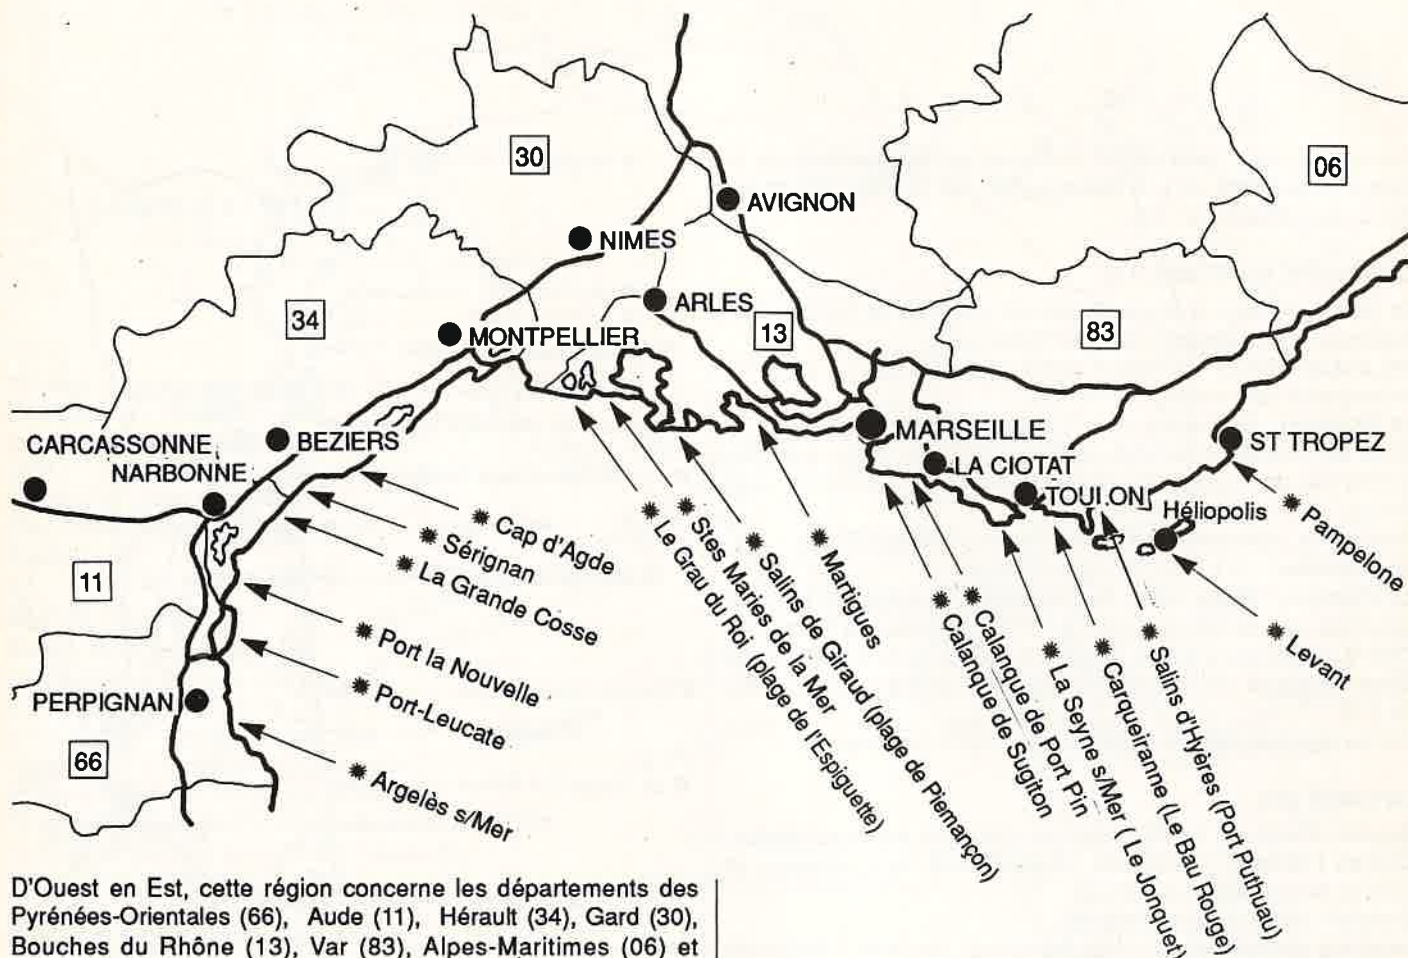 30
06
AVIGNON
NIMES
ARLES
34
13
83
MONTPELLIER
CARCASSONNE
BEZIERS
NARBONNE
MARSEILLE
ST TROPEZ
LA CIOTAT
TOULON
Héliopolis
11
PERPIGNAN
66
Cap d'Agde
Sérignan
La Grande Cosse
Port la Nouvelle
Port-Leucate
Argelès s/Mer
Le Grau du Roi (plage de l'Espiguette)
Stes Maries de la Mer
Salins de Giraud (plage de Piemançon)
Martigues
Calanque de Sugiton
Calanque de Port Pin
La Seyne s/Mer ( Le Jonquet)
Carqueiranne (Le Bau Rouge)
Salins d'Hyères (Port Puthuau)
Levant
Pampelone
D'Ouest en Est, cette région concerne les départements des
Pyrénées-Orientales (66), Aude (11), Hérault (34), Gard (30),
Bouches du Rhône (13), Var (83), Alpes-Maritimes (06) et